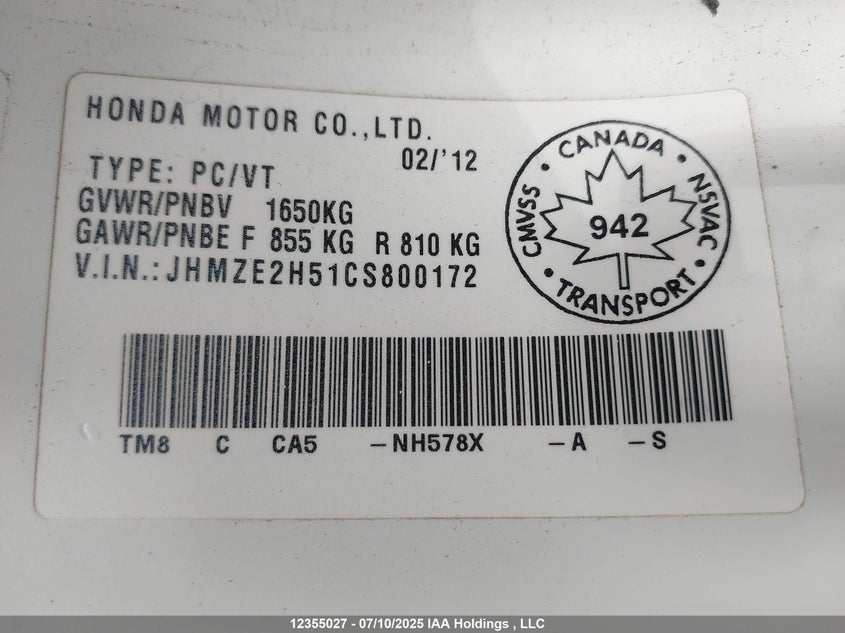 HONDA MOTOR CO.,LTD.
02/'12
TYPE: PC/VT
GVWR/PNBV 1650KG
GAWR/PNBE F 855 KG R 810 KG
V.I.N.: JHMZE2H51CS800172
CMVSS • CANADA • NSVAC • TRANSPORT •
942
TM8 C CA5 -NH578X -A -S
12355027 - 07/10/2025 IAA Holdings , LLC